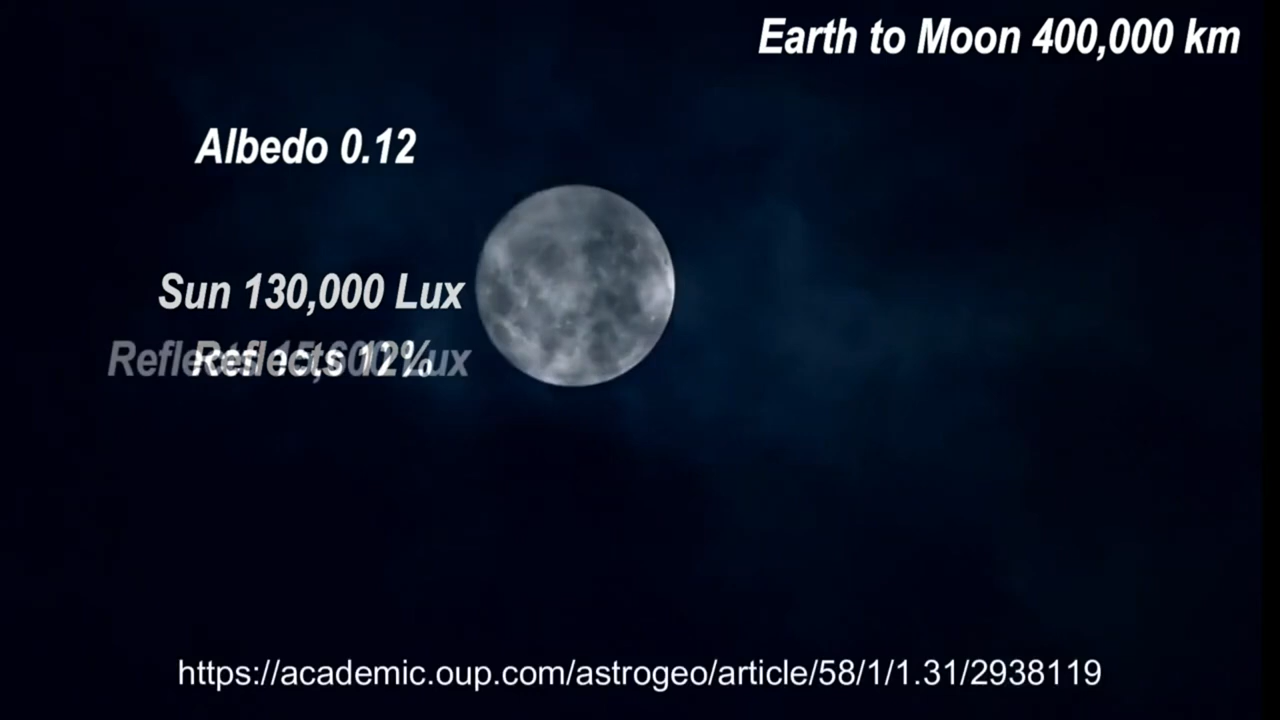 Earth to Moon 400,000 km
Albedo 0.12
Sun 130,000 Lux
Reflects 12%
https://academic.oup.com/astrogeo/article/58/1/1.31/2938119